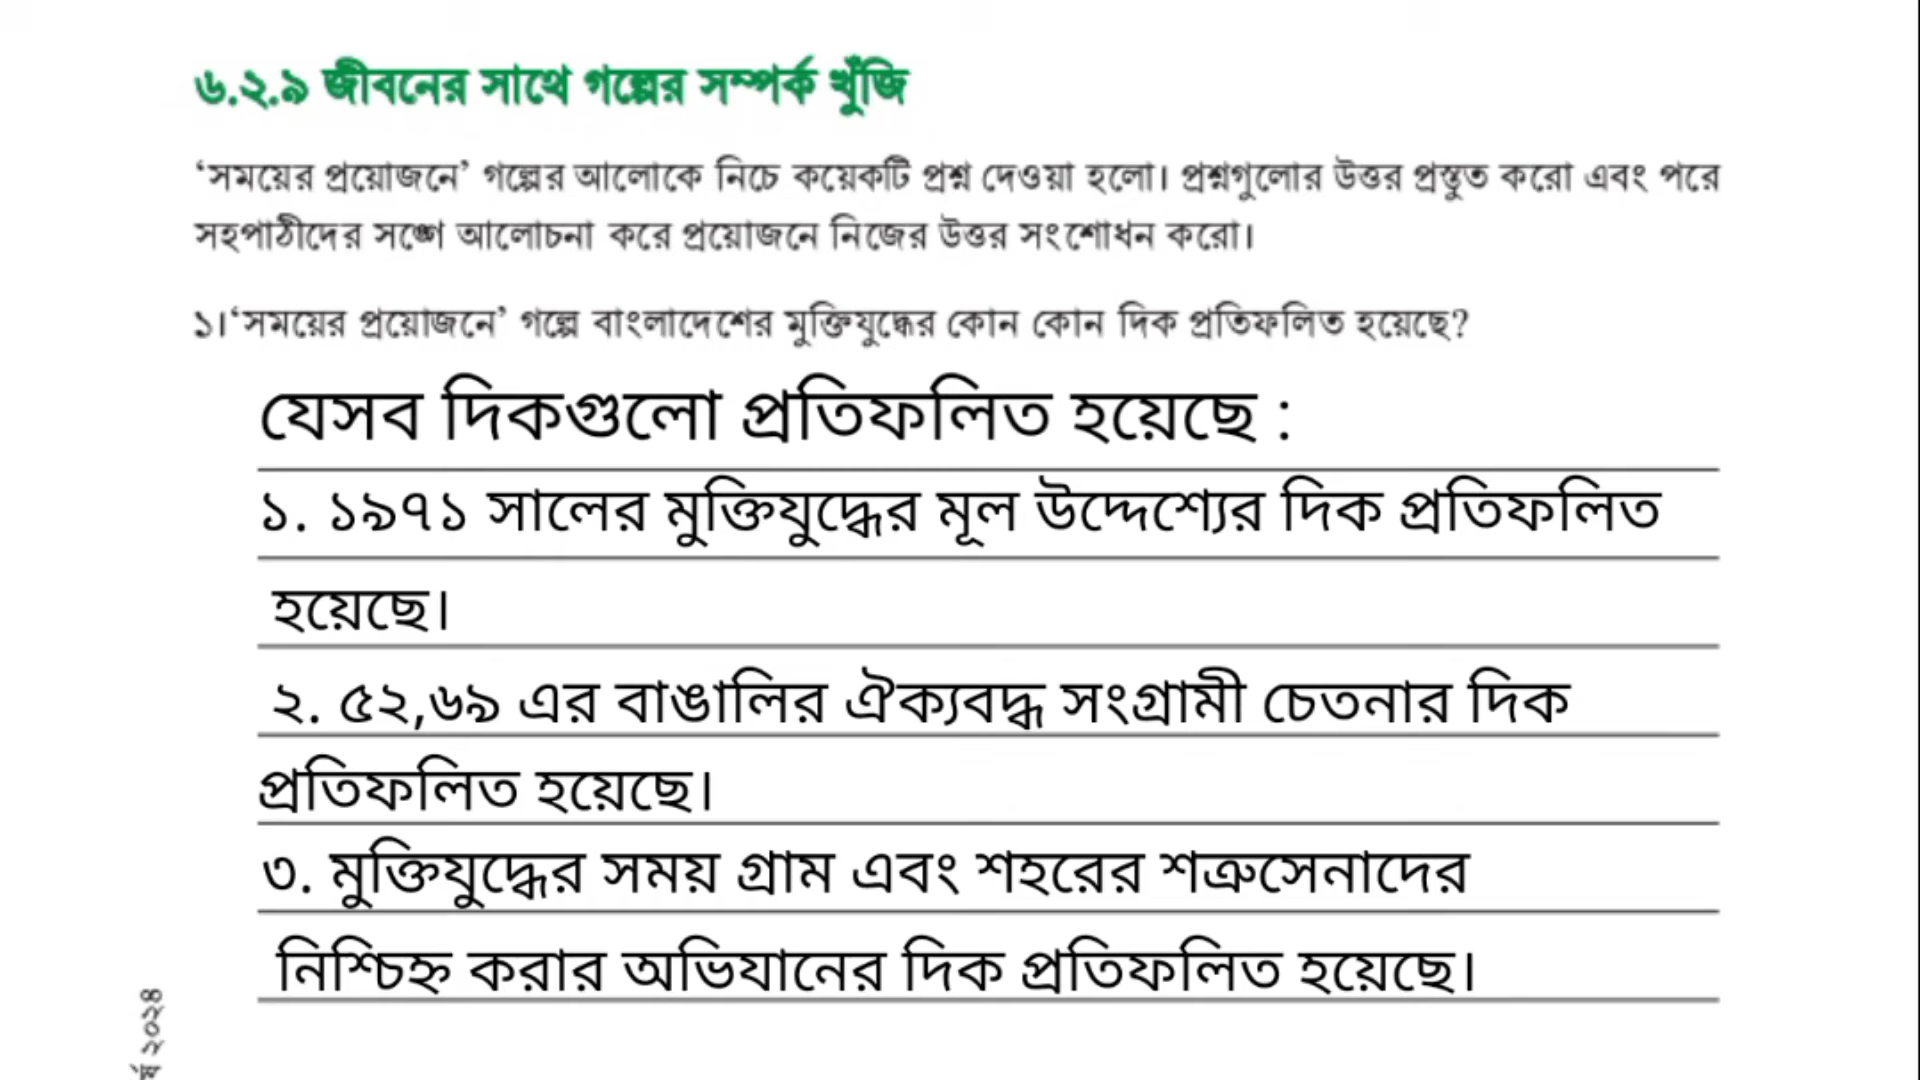 ৬.২.৯ জীবনের সাথে গল্পের সম্পর্ক খুঁজি
‘সময়ের প্রয়োজনে’ গল্পের আলোকে নিচে কয়েকটি প্রশ্ন দেওয়া হলো। প্রশ্নগুলোর উত্তর প্রস্তুত করো এবং পরে
সহপাঠীদের সঙ্গে আলোচনা করে প্রয়োজনে নিজের উত্তর সংশোধন করো।
১।‘সময়ের প্রয়োজনে’ গল্পে বাংলাদেশের মুক্তিযুদ্ধের কোন কোন দিক প্রতিফলিত হয়েছে?
যেসব দিকগুলো প্রতিফলিত হয়েছে :
১. ১৯৭১ সালের মুক্তিযুদ্ধের মূল উদ্দেশ্যের দিক প্রতিফলিত
হয়েছে।
২. ৫২,৬৯ এর বাঙালির ঐক্যবদ্ধ সংগ্রামী চেতনার দিক
প্রতিফলিত হয়েছে।
৩. মুক্তিযুদ্ধের সময় গ্রাম এবং শহরের শত্রুসেনাদের
নিশ্চিহ্ন করার অভিযানের দিক প্রতিফলিত হয়েছে।
২০২৪